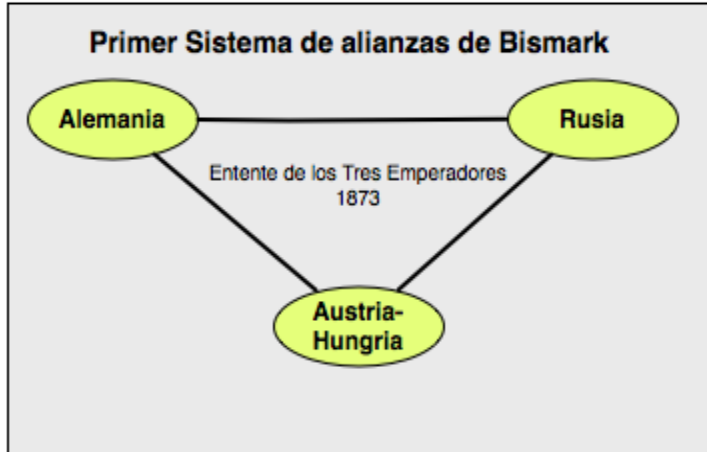 Primer Sistema de alianzas de Bismark
Alemania
Rusia
Entente de los Tres Emperadores
1873
Austria-
Hungria